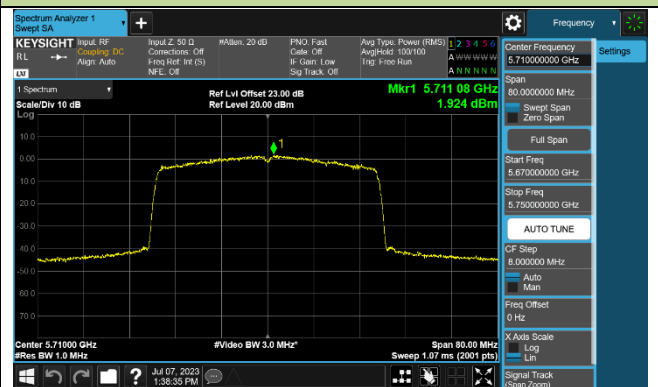 Spectrum Analyzer 1
Swept SA
Frequency
KEYSIGHT
RL
LXI
Input: RF
Coupling: DC
Align: Auto
Input Z: 50 Ω
Corrections: Off
Freq Ref: Int (S)
NFE: Off
#Atten: 20 dB
PNO: Fast
Gate: Off
IF Gain: Low
Sig Track: Off
Avg Type: Power (RMS)
Avg|Hold: 100/100
Trig: Free Run
1 2 3 4 5 6
A W W W W W
A N N N N N
1 Spectrum
Scale/Div 10 dB
Ref Lvl Offset 23.00 dB
Ref Level 20.00 dBm
Mkr1 5.711 08 GHz
1.924 dBm
Log
10.0
0.00
-10.0
-20.0
-30.0
-40.0
-50.0
-60.0
-70.0
1
Center 5.71000 GHz
#Res BW 1.0 MHz
#Video BW 3.0 MHz*
Span 80.00 MHz
Sweep 1.07 ms (2001 pts)
Jul 07, 2023
1:38:35 PM
Center Frequency
5.710000000 GHz
Span
80.0000000 MHz
Swept Span
Zero Span
Full Span
Start Freq
5.670000000 GHz
Stop Freq
5.750000000 GHz
AUTO TUNE
CF Step
8.000000 MHz
Auto
Man
Freq Offset
0 Hz
X Axis Scale
Log
Lin
Signal Track
(Span Zoom)
Settings